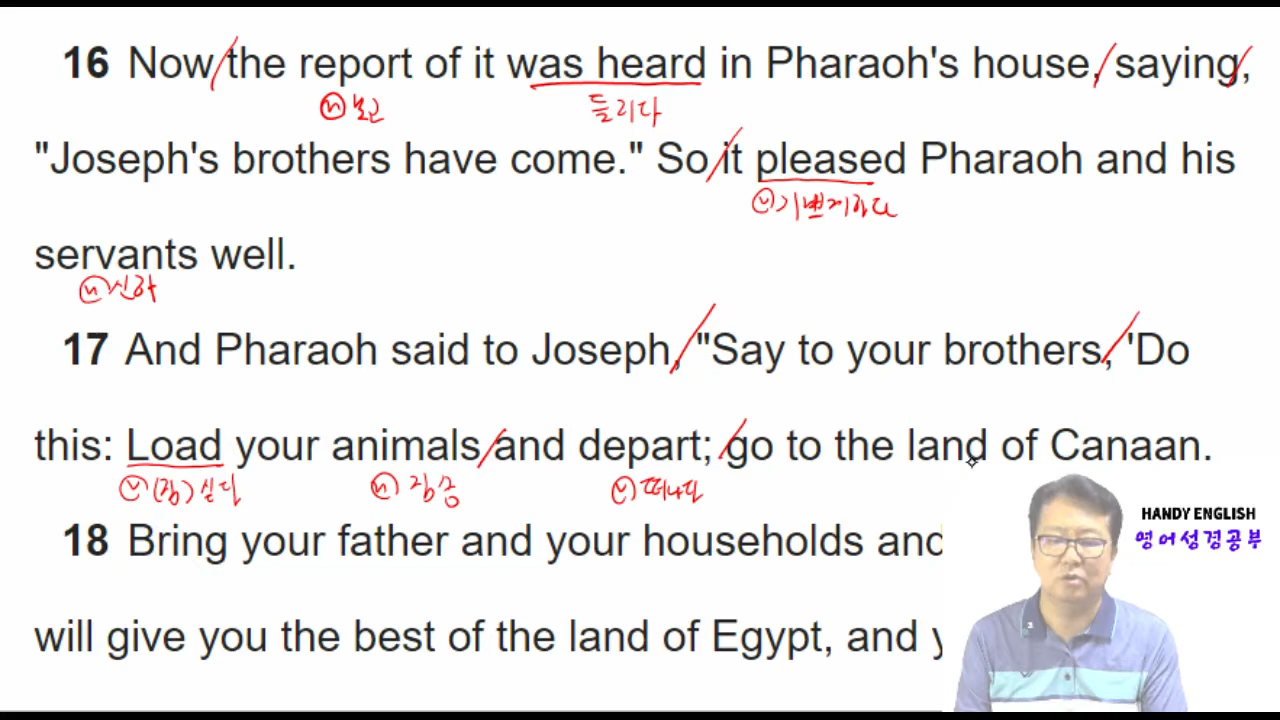 16 Now the report of it was heard in Pharaoh's house, saying,
ⓝ보고 들리다
"Joseph's brothers have come." So it pleased Pharaoh and his
ⓥ기쁘게하다
servants well.
ⓝ신하
17 And Pharaoh said to Joseph, "Say to your brothers, 'Do
this: Load your animals and depart; go to the land of Canaan.
ⓥ(짐)싣다 ⓝ짐승 ⓥ떠나다
HANDY ENGLISH
영어성경공부
18 Bring your father and your households and
will give you the best of the land of Egypt, and y